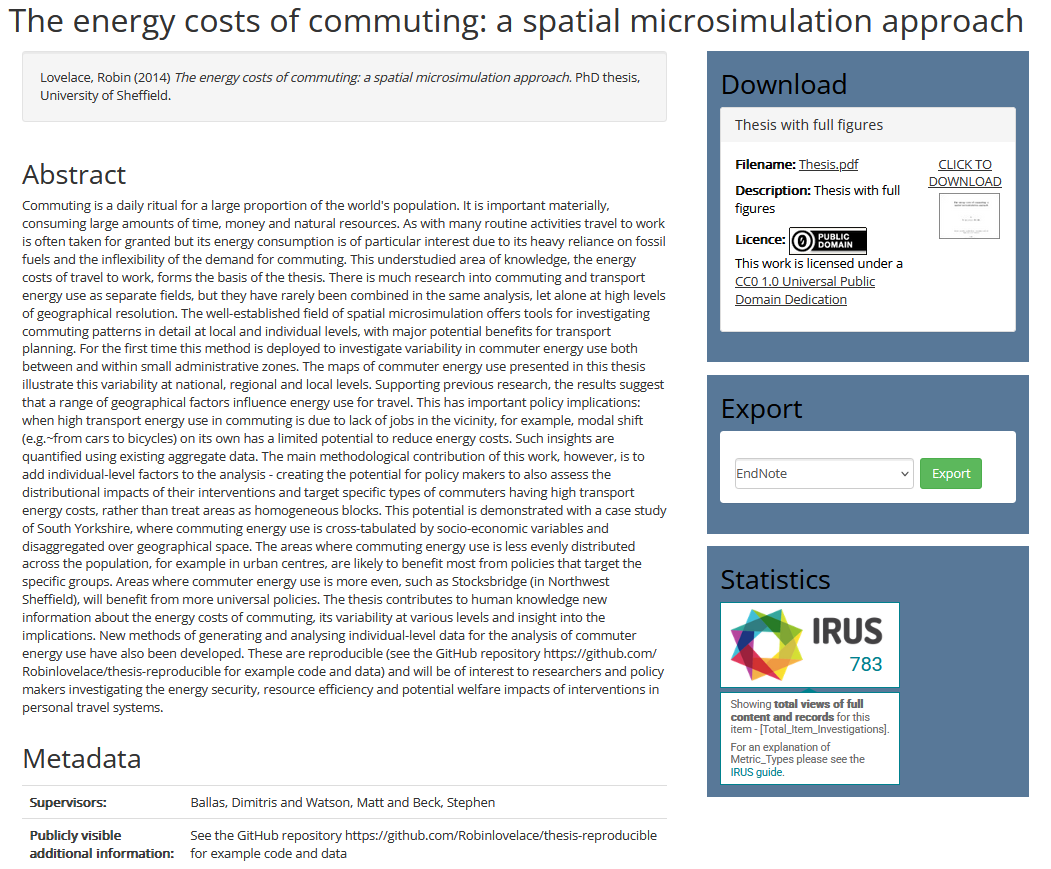 The energy costs of commuting: a spatial microsimulation approach
Lovelace, Robin (2014) The energy costs of commuting: a spatial microsimulation approach. PhD thesis,
University of Sheffield.
Abstract
Commuting is a daily ritual for a large proportion of the world's population. It is important materially,
consuming large amounts of time, money and natural resources. As with many routine activities travel to work
is often taken for granted but its energy consumption is of particular interest due to its heavy reliance on fossil
fuels and the inflexibility of the demand for commuting. This understudied area of knowledge, the energy
costs of travel to work, forms the basis of the thesis. There is much research into commuting and transport
energy use as separate fields, but they have rarely been combined in the same analysis, let alone at high levels
of geographical resolution. The well-established field of spatial microsimulation offers tools for investigating
commuting patterns in detail at local and individual levels, with major potential benefits for transport
planning. For the first time this method is deployed to investigate variability in commuter energy use both
between and within small administrative zones. The maps of commuter energy use presented in this thesis
illustrate this variability at national, regional and local levels. Supporting previous research, the results suggest
that a range of geographical factors influence energy use for travel. This has important policy implications:
when high transport energy use in commuting is due to lack of jobs in the vicinity, for example, modal shift
(e.g.~from cars to bicycles) on its own has a limited potential to reduce energy costs. Such insights are
quantified using existing aggregate data. The main methodological contribution of this work, however, is to
add individual-level factors to the analysis - creating the potential for policy makers to also assess the
distributional impacts of their interventions and target specific types of commuters having high transport
energy costs, rather than treat areas as homogeneous blocks. This potential is demonstrated with a case study
of South Yorkshire, where commuting energy use is cross-tabulated by socio-economic variables and
disaggregated over geographical space. The areas where commuting energy use is less evenly distributed
across the population, for example in urban centres, are likely to benefit most from policies that target the
specific groups. Areas where commuter energy use is more even, such as Stocksbridge (in Northwest
Sheffield), will benefit from more universal policies. The thesis contributes to human knowledge new
information about the energy costs of commuting, its variability at various levels and insight into the
implications. New methods of generating and analysing individual-level data for the analysis of commuter
energy use have also been developed. These are reproducible (see the GitHub repository https://github.com/
Robinlovelace/thesis-reproducible for example code and data) and will be of interest to researchers and policy
makers investigating the energy security, resource efficiency and potential welfare impacts of interventions in
personal travel systems.
Metadata
Supervisors: Ballas, Dimitris and Watson, Matt and Beck, Stephen
Publicly visible
additional information:
See the GitHub repository https://github.com/Robinlovelace/thesis-reproducible
for example code and data
Download
Thesis with full figures
Filename: Thesis.pdf
Description: Thesis with full
figures
Licence: PUBLIC
DOMAIN
This work is licensed under a
CC0 1.0 Universal Public
Domain Dedication
CLICK TO
DOWNLOAD
Export
EndNote
Export
Statistics
IRUS
783
Showing total views of full
content and records for this
item - [Total_Item_Investigations].
For an explanation of
Metric_Types please see the
IRUS guide.